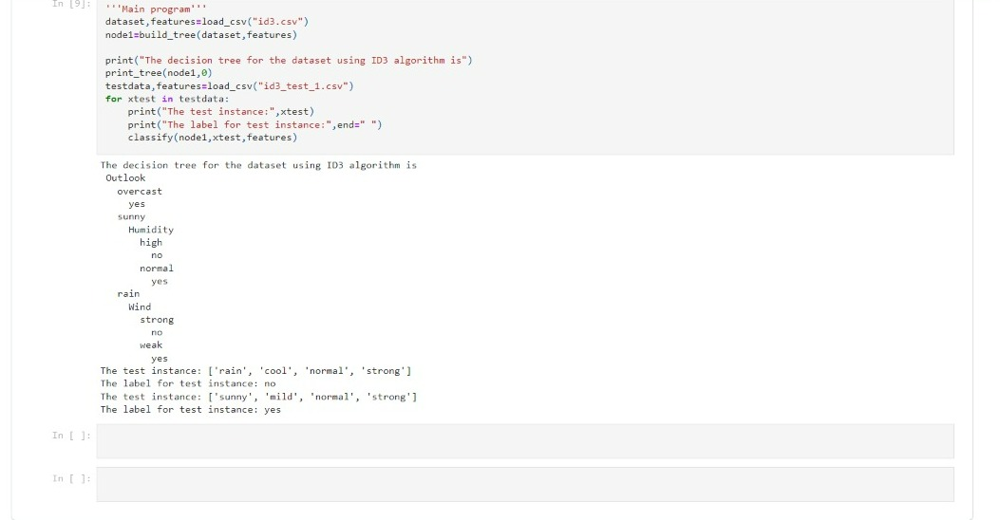 In [9]:
'''Main program'''
dataset,features=load_csv("id3.csv")
node1=build_tree(dataset,features)
print("The decision tree for the dataset using ID3 algorithm is")
print_tree(node1,0)
testdata,features=load_csv("id3_test_1.csv")
for xtest in testdata:
    print("The test instance:",xtest)
    print("The label for test instance:",end=" ")
    classify(node1,xtest,features)
The decision tree for the dataset using ID3 algorithm is
 Outlook
   overcast
     yes
   sunny
     Humidity
       high
         no
       normal
         yes
   rain
     Wind
       strong
         no
       weak
         yes
The test instance: ['rain', 'cool', 'normal', 'strong']
The label for test instance: no
The test instance: ['sunny', 'mild', 'normal', 'strong']
The label for test instance: yes
In [ ]:
In [ ]: